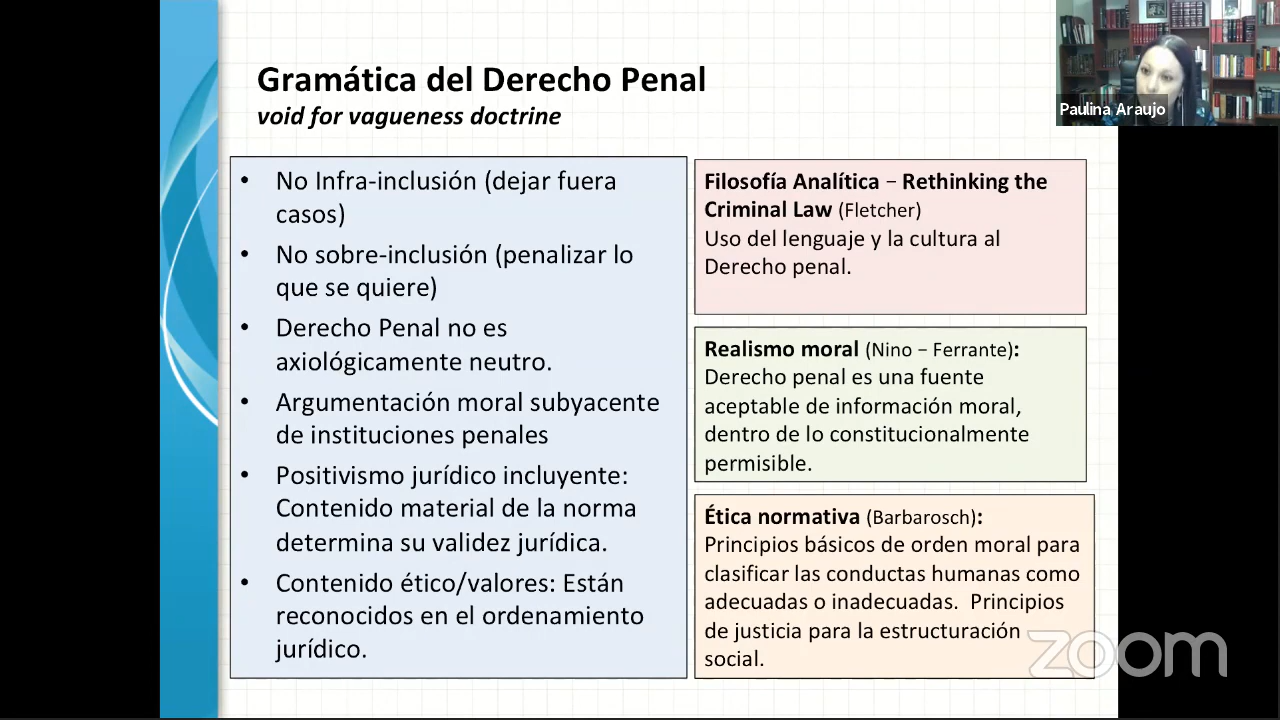 Gramática del Derecho Penal
void for vagueness doctrine
Paulina Araujo
• No Infra-inclusión (dejar fuera
casos)
• No sobre-inclusión (penalizar lo
que se quiere)
• Derecho Penal no es
axiológicamente neutro.
• Argumentación moral subyacente
de instituciones penales
• Positivismo jurídico incluyente:
Contenido material de la norma
determina su validez jurídica.
• Contenido ético/valores: Están
reconocidos en el ordenamiento
jurídico.
Filosofía Analítica – Rethinking the
Criminal Law (Fletcher)
Uso del lenguaje y la cultura al
Derecho penal.
Realismo moral (Nino – Ferrante):
Derecho penal es una fuente
aceptable de información moral,
dentro de lo constitucionalmente
permisible.
Ética normativa (Barbarosch):
Principios básicos de orden moral para
clasificar las conductas humanas como
adecuadas o inadecuadas. Principios
de justicia para la estructuración
social.
zoom